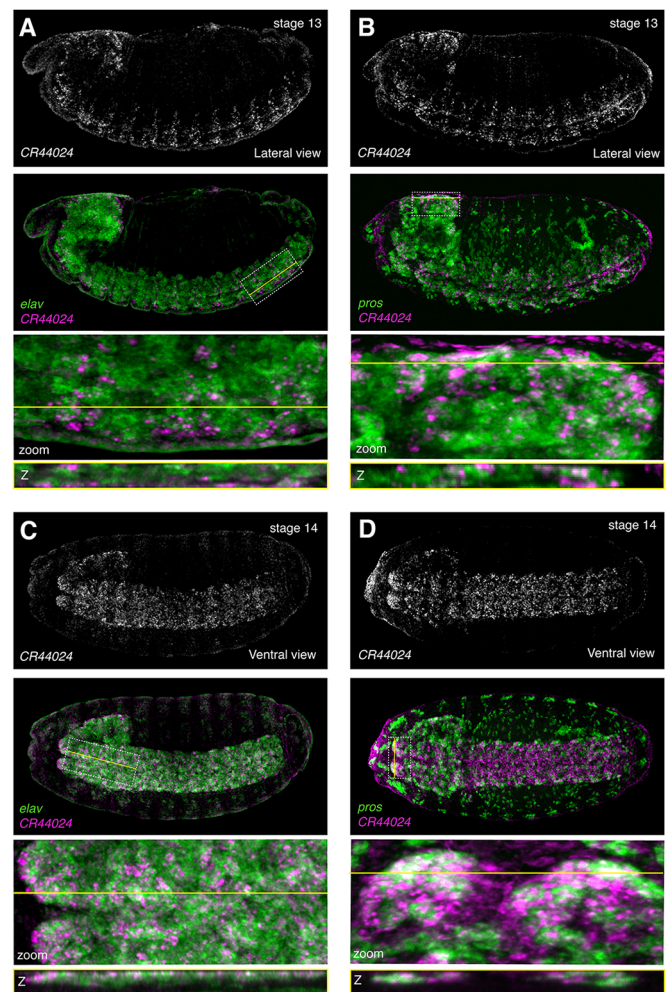 A
stage 13
CR44024
Lateral view
elav
CR44024
zoom
Z
B
stage 13
CR44024
Lateral view
pros
CR44024
zoom
Z
C
stage 14
CR44024
Ventral view
elav
CR44024
zoom
Z
D
stage 14
CR44024
Ventral view
pros
CR44024
zoom
Z